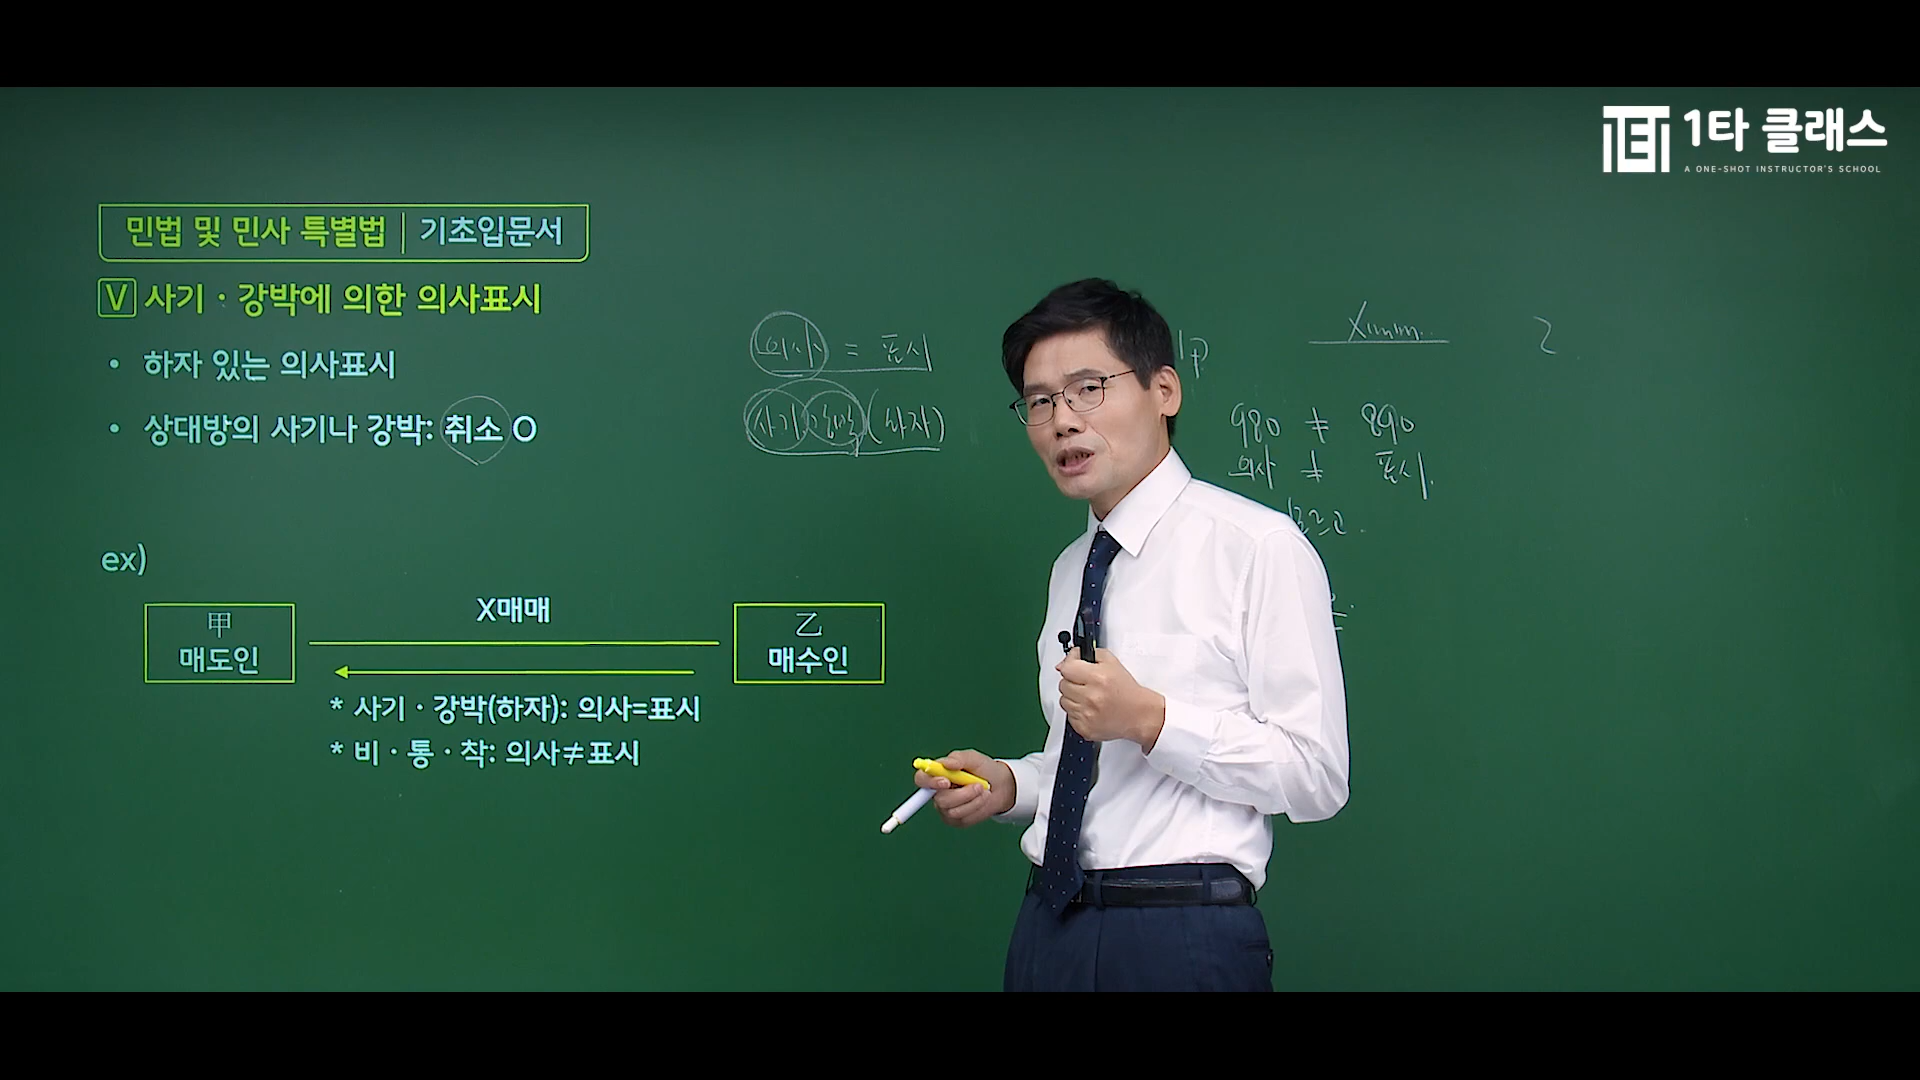 1타 클래스
A ONE-SHOT INSTRUCTOR'S SCHOOL
민법 및 민사 특별법 | 기초입문서
V 사기 · 강박에 의한 의사표시
• 하자 있는 의사표시
• 상대방의 사기나 강박: 취소 O
ex)
甲
매도인
X매매
乙
매수인
* 사기 · 강박(하자): 의사=표시
* 비 · 통 · 착: 의사≠표시
의사 = 표시
사기 강박 (하자)
980 ≠ 890
의사 ≠ 표시.
모르고.